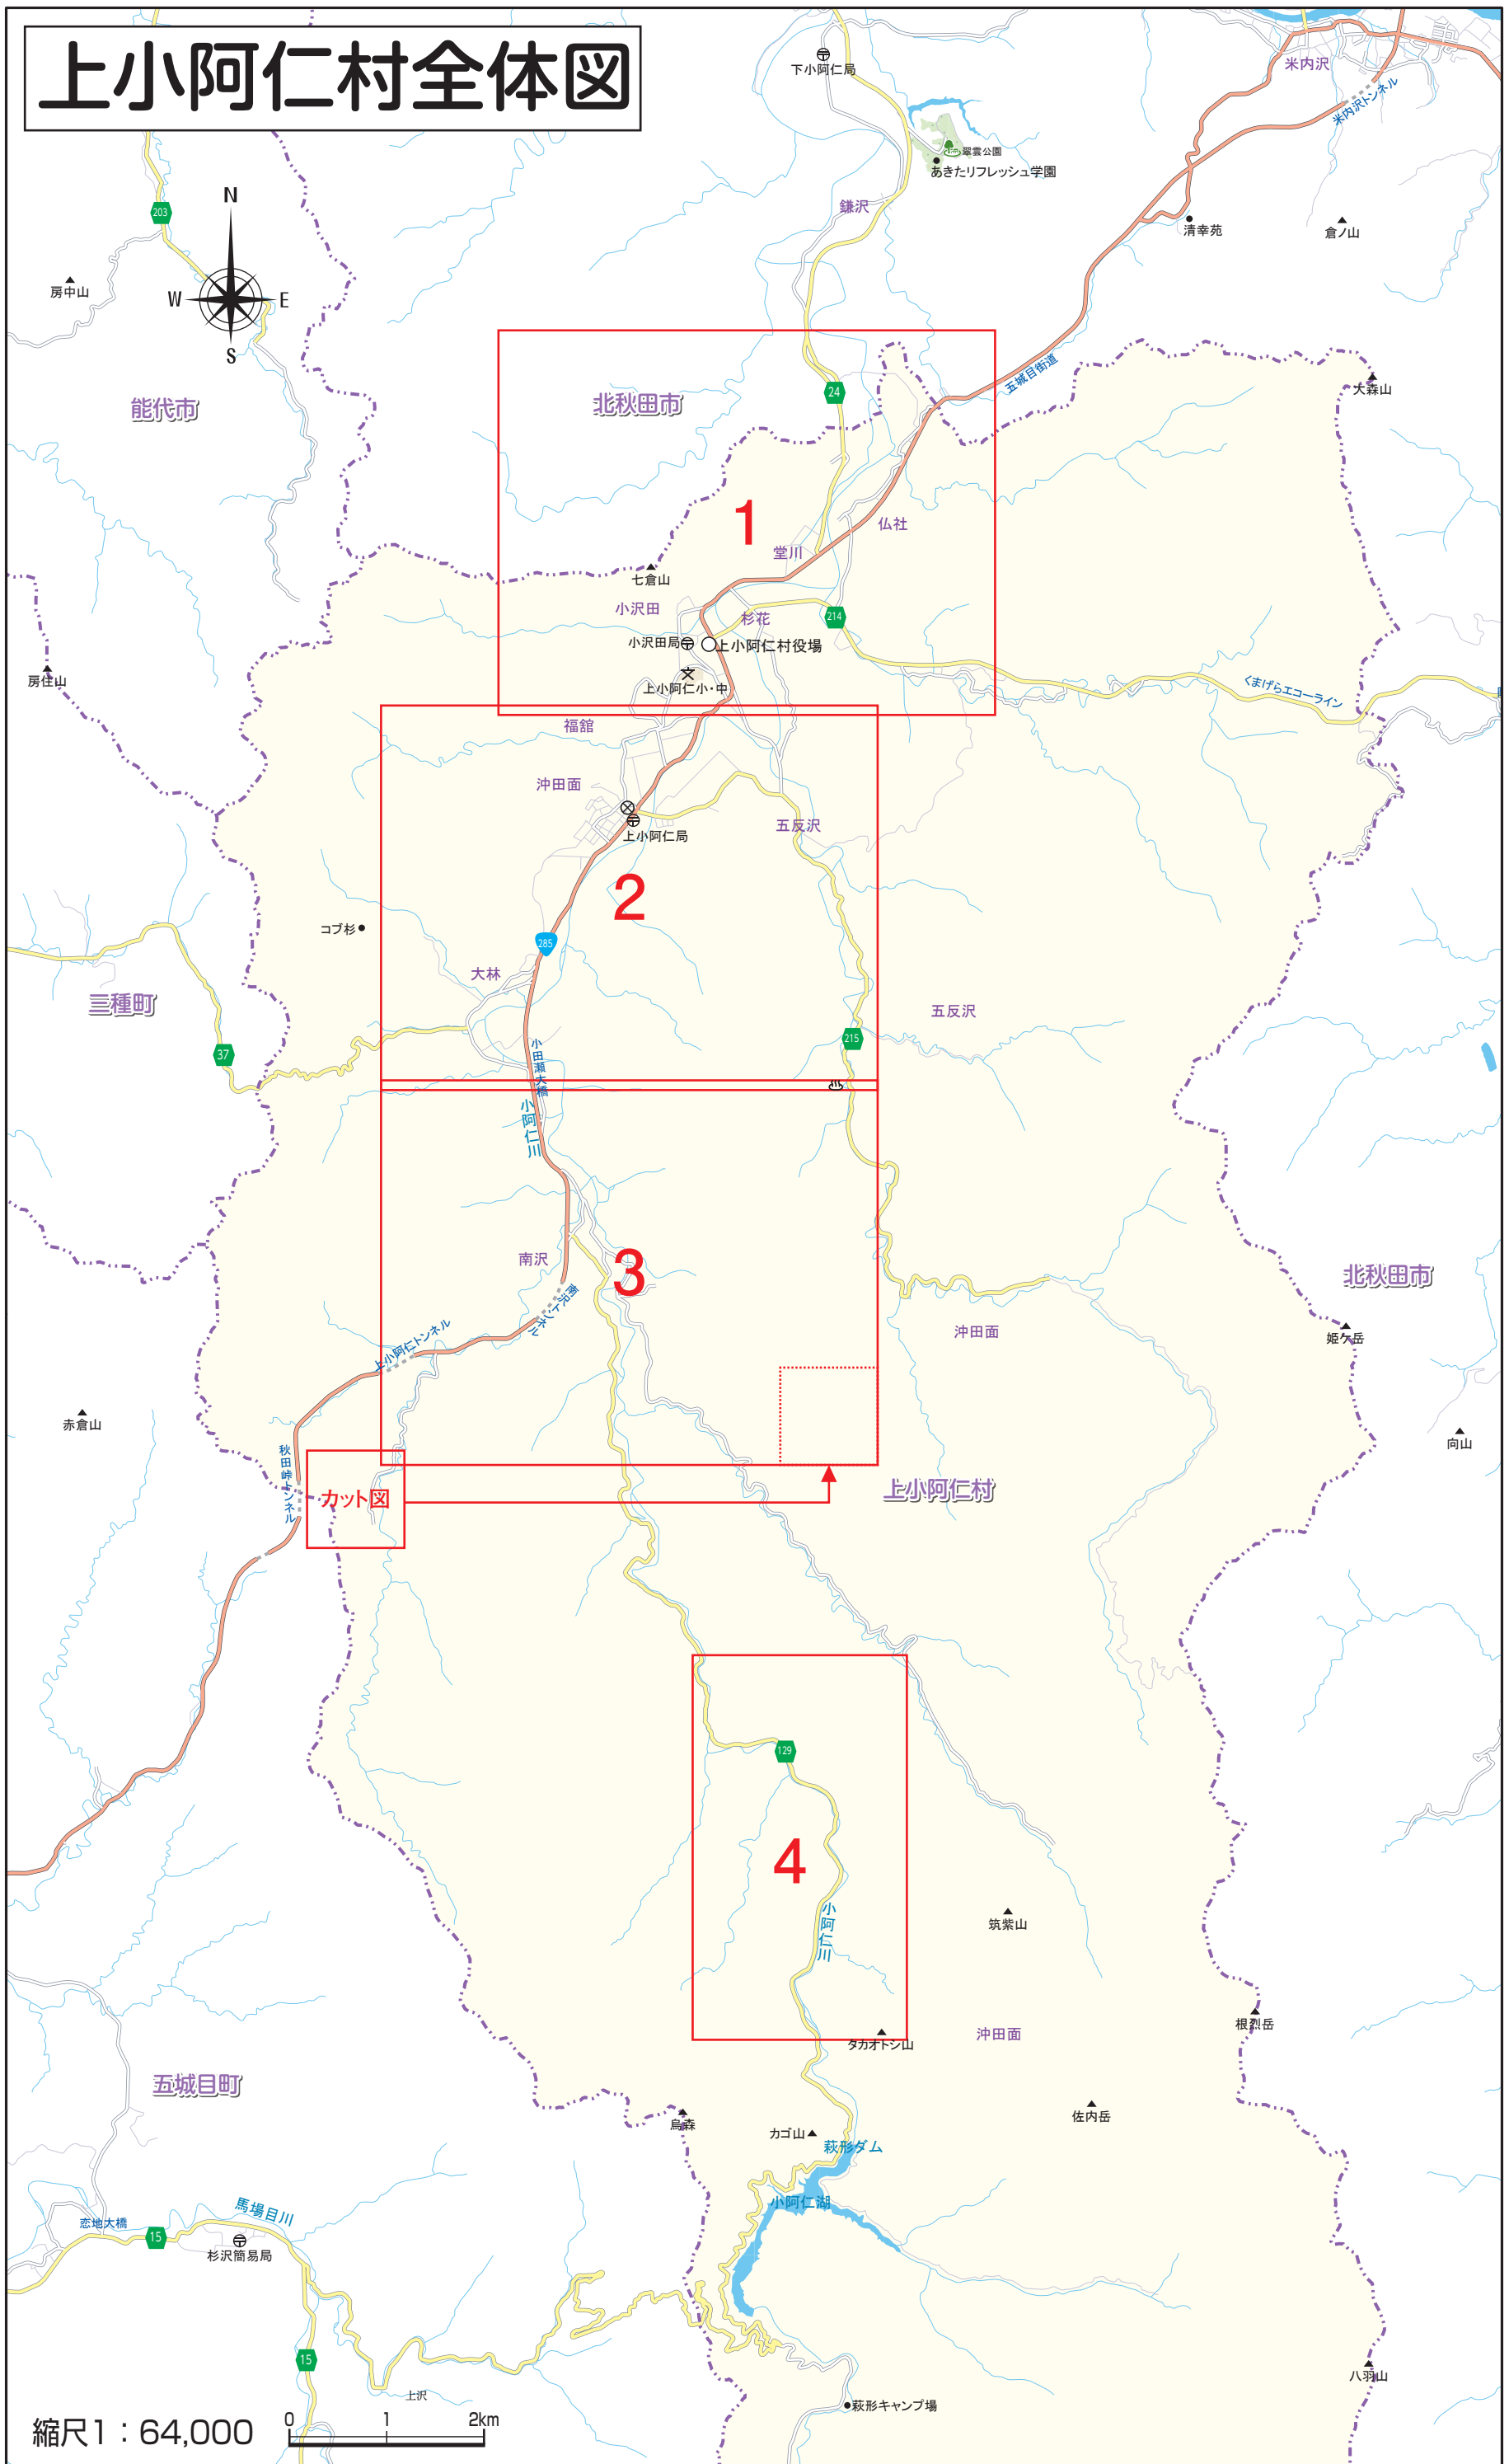 上小阿仁村全体図
下小阿仁局
米内沢
米内沢トンネル
翠雲公園
あきたリフレッシュ学園
鎌沢
清幸苑
倉ノ山
203
N
W
E
S
房中山
能代市
北秋田市
24
五城目街道
大森山
1
仏社
堂川
七倉山
小沢田
杉花
214
小沢田局
上小阿仁村役場
上小阿仁小・中
房住山
くまげらエコーライン
福舘
沖田面
上小阿仁局
五反沢
2
コブ杉
285
大林
三種町
37
五反沢
215
小田瀬大橋
小阿仁川
南沢
3
南沢トンネル
北秋田市
姫ケ岳
沖田面
上小阿仁トンネル
赤倉山
向山
秋田峠トンネル
カット図
上小阿仁村
129
4
小阿仁川
筑紫山
タカオトシ山
沖田面
根烈岳
五城目町
烏森
佐内岳
カゴ山
萩形ダム
小阿仁湖
馬場目川
恋地大橋
15
杉沢簡易局
15
上沢
八羽山
萩形キャンプ場
縮尺1：64,000
0
1
2km